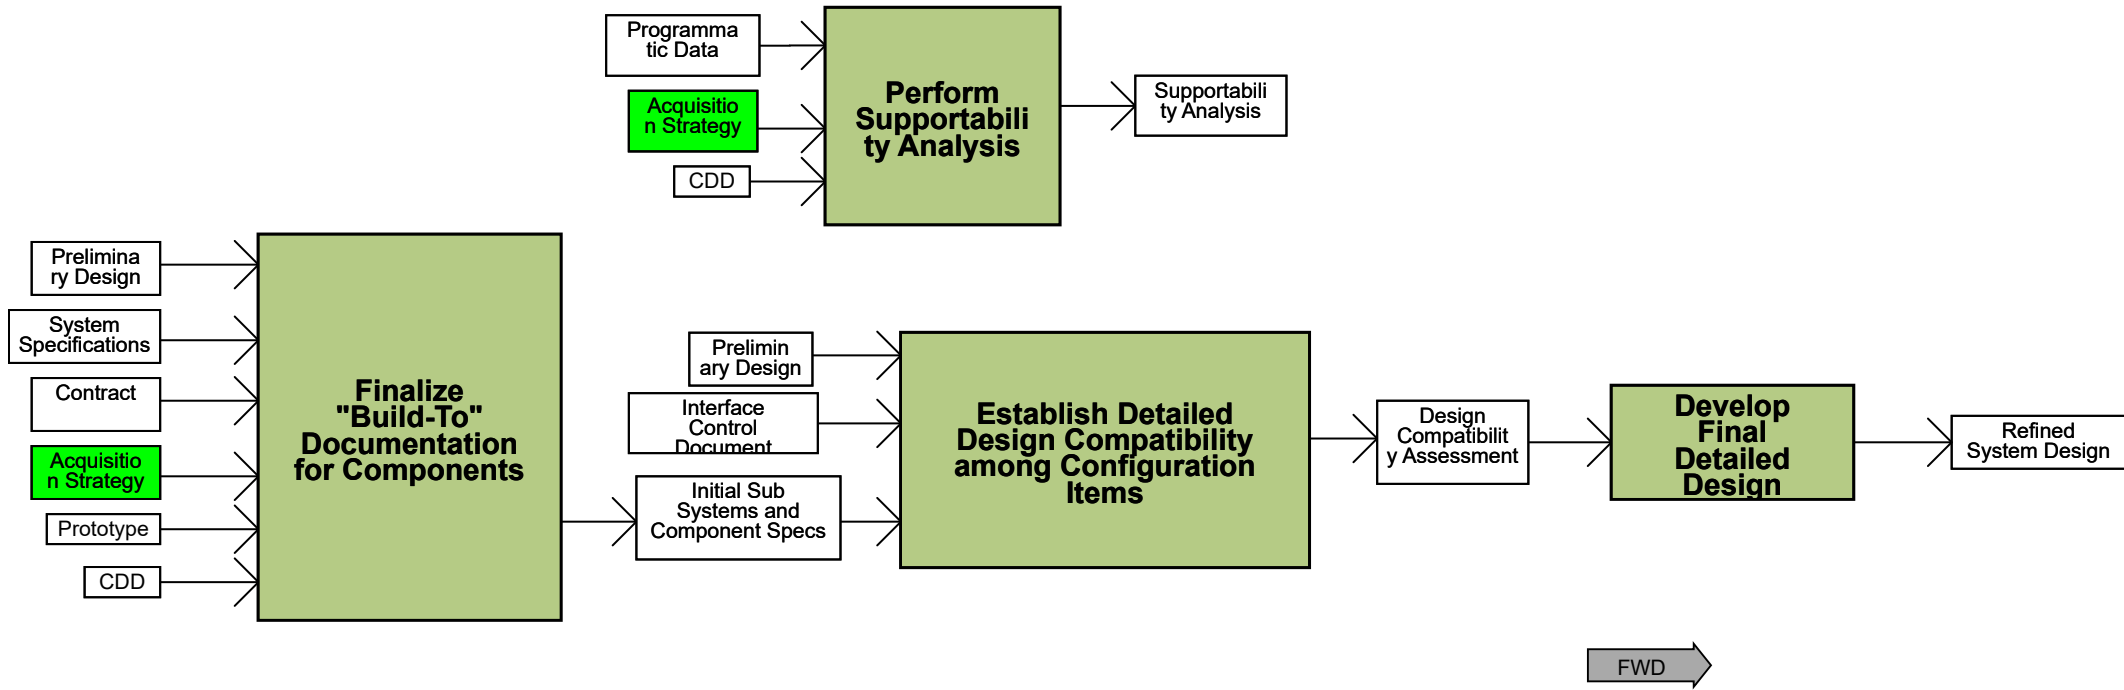 Programma
tic Data
Acquisitio
n Strategy
CDD
Perform
Supportabili
ty Analysis
Supportabili
ty Analysis
Prelimina
ry Design
System
Specifications
Contract
Acquisitio
n Strategy
Prototype
CDD
Finalize
"Build-To"
Documentation
for Components
Prelimin
ary Design
Interface
Control
Document
Initial Sub
Systems and
Component Specs
Establish Detailed
Design Compatibility
among Configuration
Items
Design
Compatibilit
y Assessment
Develop
Final
Detailed
Design
Refined
System Design
FWD